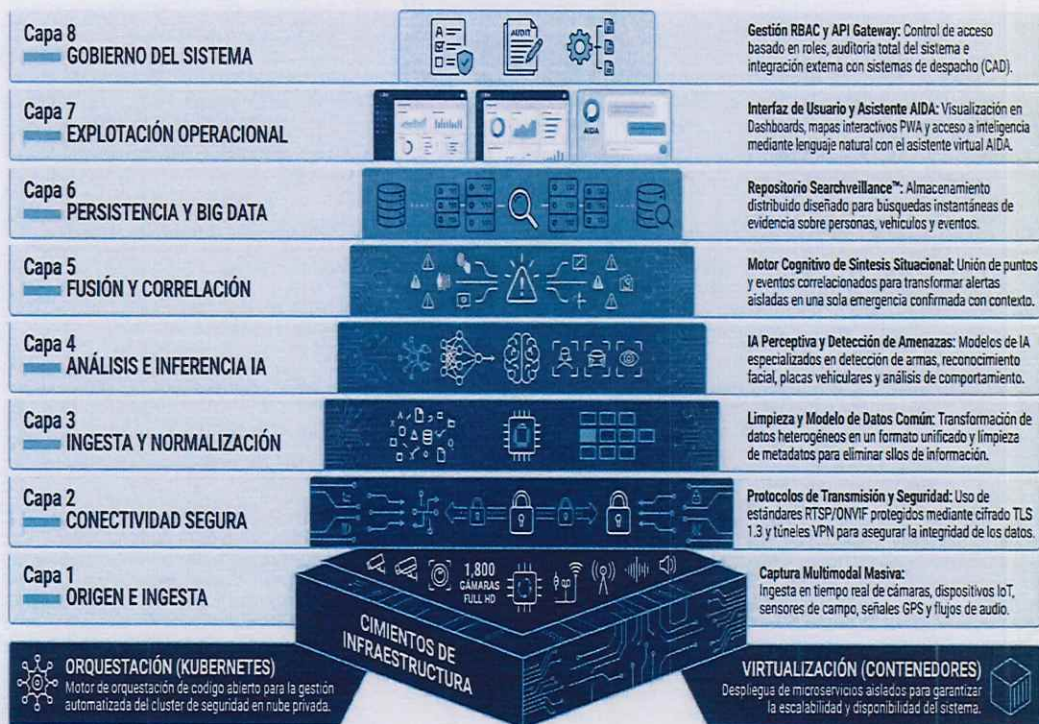 Capa 8
GOBIERNO DEL SISTEMA
AUDIT
Gestión RBAC y API Gateway: Control de acceso
basado en roles, auditoría total del sistema e
integración externa con sistemas de despacho (CAD).
Capa 7
EXPLOTACIÓN OPERACIONAL
AIDA
Interfaz de Usuario y Asistente AIDA: Visualización en
Dashboards, mapas interactivos PWA y acceso a inteligencia
mediante lenguaje natural con el asistente virtual AIDA.
Capa 6
PERSISTENCIA Y BIG DATA
Repositorio Searchveillance™: Almacenamiento
distribuido diseñado para búsquedas instantáneas de
evidencia sobre personas, vehículos y eventos.
Capa 5
FUSIÓN Y CORRELACIÓN
Motor Cognitivo de Síntesis Situacional: Unión de puntos
y eventos correlacionados para transformar alertas
aisladas en una sola emergencia confirmada con contexto.
Capa 4
ANÁLISIS E INFERENCIA IA
IA Perceptiva y Detección de Amenazas: Modelos de IA
especializados en detección de armas, reconocimiento
facial, placas vehiculares y análisis de comportamiento.
Capa 3
INGESTA Y NORMALIZACIÓN
Limpieza y Modelo de Datos Común: Transformación de
datos heterogéneos en un formato unificado y limpieza
de metadatos para eliminar sllos de información.
Capa 2
CONECTIVIDAD SEGURA
Protocolos de Transmisión y Seguridad: Uso de
estándares RTSP/ONVIF protegidos mediante cifrado TLS
1.3 y túneles VPN para asegurar la integridad de los datos.
Capa 1
ORIGEN E INGESTA
1,800
CÁMARAS
FULL HD
Captura Multimodal Masiva:
Ingesta en tiempo real de cámaras, dispositivos IoT,
sensores de campo, señales GPS y flujos de audio.
CIMIENTOS DE
INFRAESTRUCTURA
ORQUESTACIÓN (KUBERNETES)
Motor de orquestación de codigo abierto para la gestión
automatizada del cluster de seguridad en nube privada.
VIRTUALIZACIÓN (CONTENEDORES)
Despliegua de microservicios aislados para garantizar
la escalabilidad y disponibilidad del sistema.